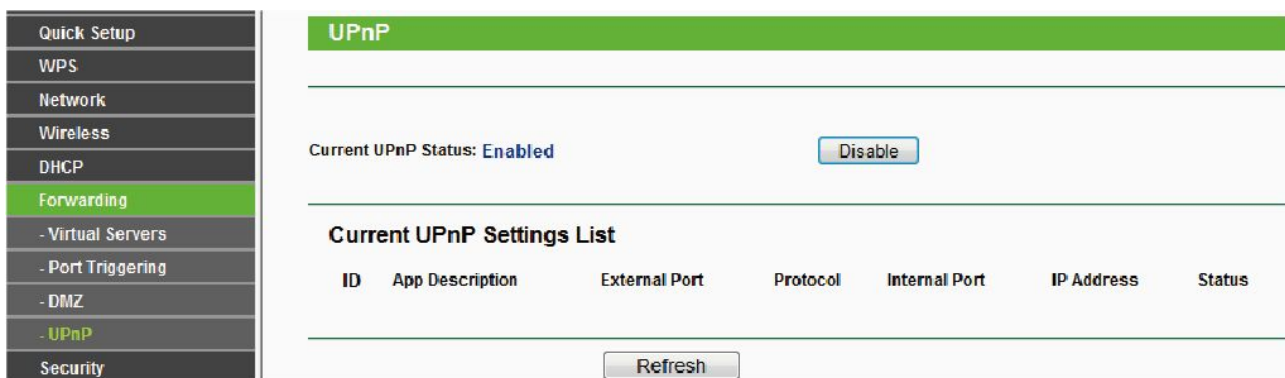 Quick Setup
WPS
Network
Wireless
DHCP
Forwarding
- Virtual Servers
- Port Triggering
- DMZ
- UPnP
Security
UPnP
Current UPnP Status: Enabled Disable
Current UPnP Settings List
ID App Description External Port Protocol Internal Port IP Address Status
Refresh